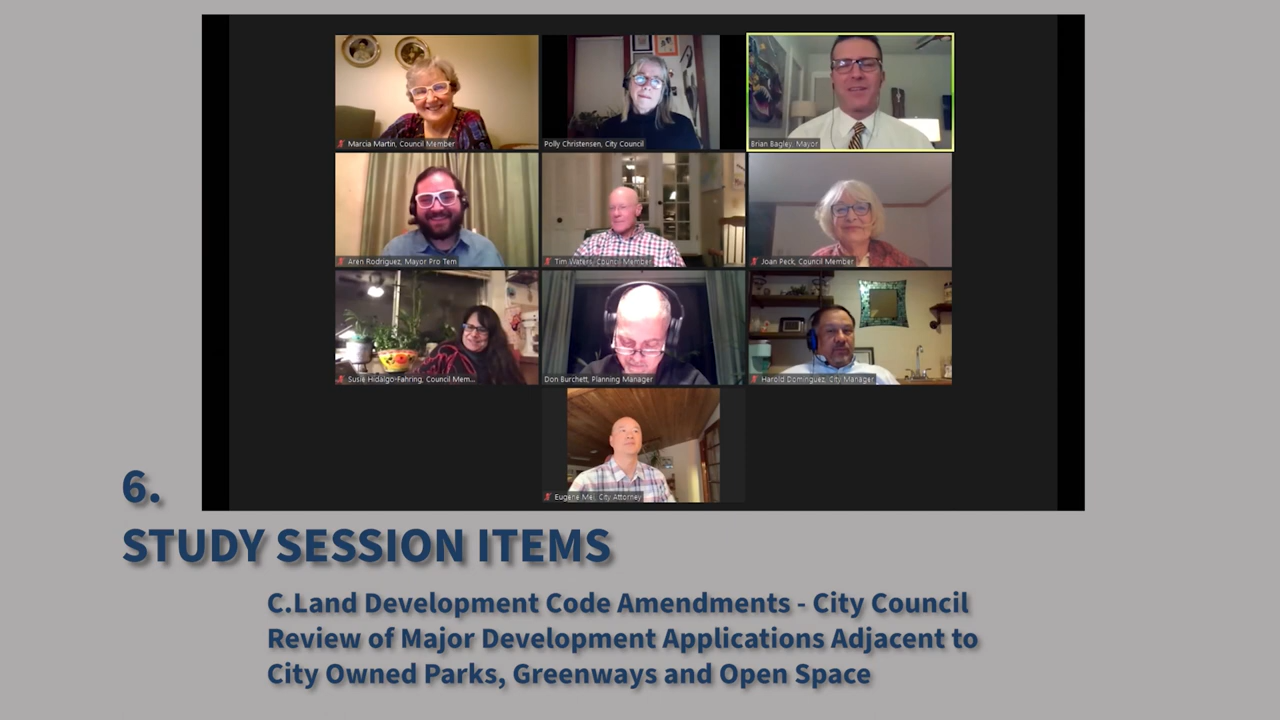 Marcia Martin, Council Member
Polly Christensen, City Council
Brian Bagley, Mayor
Aren Rodriguez, Mayor Pro Tem
Tim Waters, Council Member
Joan Peck, Council Member
Susie Hidalgo-Fahring, Council Mem...
Don Burchett, Planning Manager
Harold Dominguez, City Manager
Eugene Mei, City Attorney
6.
STUDY SESSION ITEMS
C.Land Development Code Amendments - City Council
Review of Major Development Applications Adjacent to
City Owned Parks, Greenways and Open Space